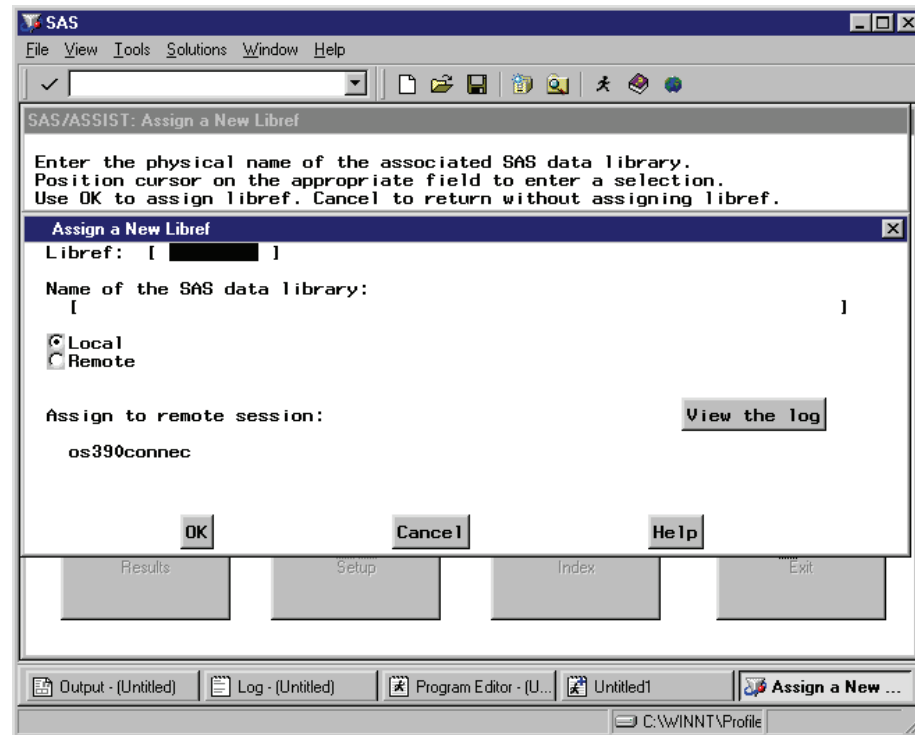 SAS
File View Tools Solutions Window Help
SAS/ASSIST: Assign a New Libref
Enter the physical name of the associated SAS data library.
Position cursor on the appropriate field to enter a selection.
Use OK to assign libref. Cancel to return without assigning libref.
Assign a New Libref
Libref: [ ]
Name of the SAS data library:
[ ]
Local
Remote
Assign to remote session:
View the log
os390connec
OK Cancel Help
Results Setup Index Exit
Output - (Untitled) Log - (Untitled) Program Editor - (U... Untitled1 Assign a New ...
C:\WINNT\Profile